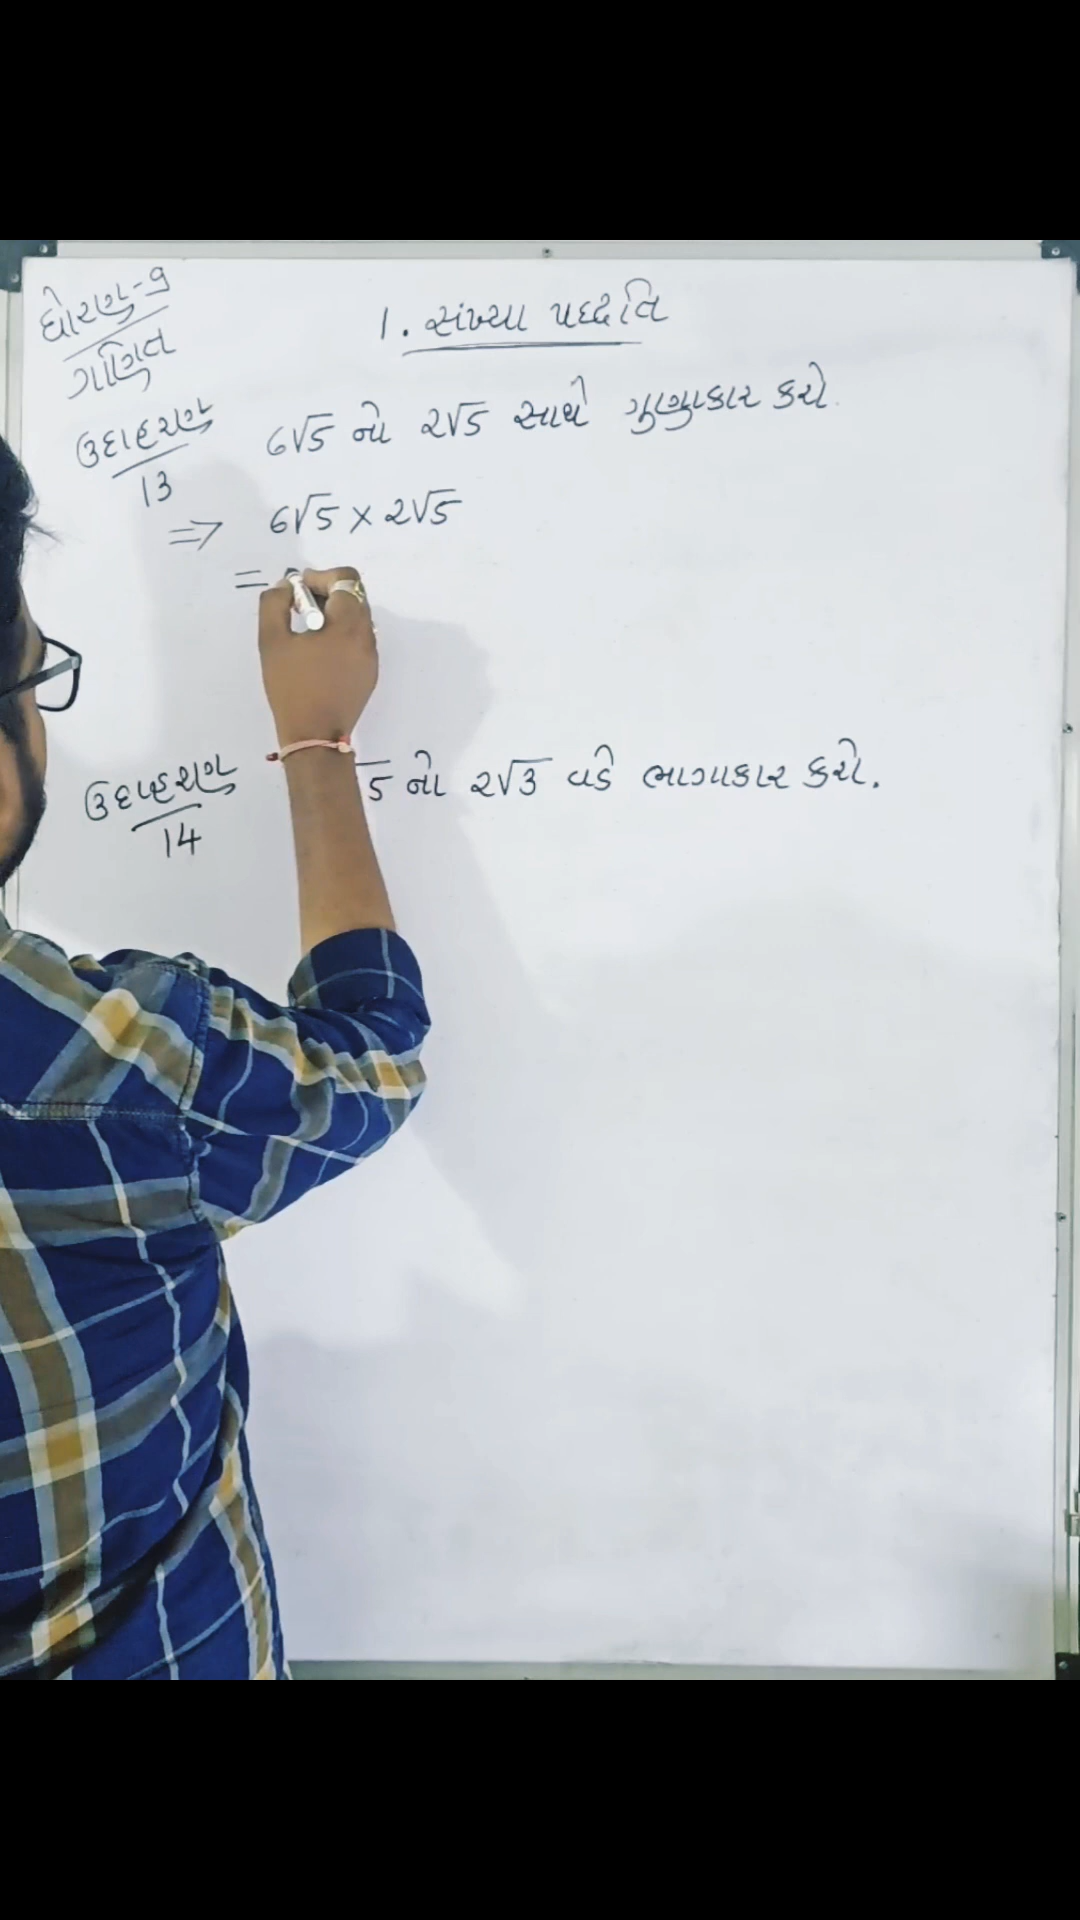 ધોરણ-9
ગણિત
1. સંખ્યા પદ્ધતિ
ઉદાહરણ 13
6√5 નો 2√5 સાથે ગુણાકાર કરો.
⇒ 6√5 × 2√5
=
ઉદાહરણ 14
5 નો 2√3 વડે ભાગાકાર કરો.